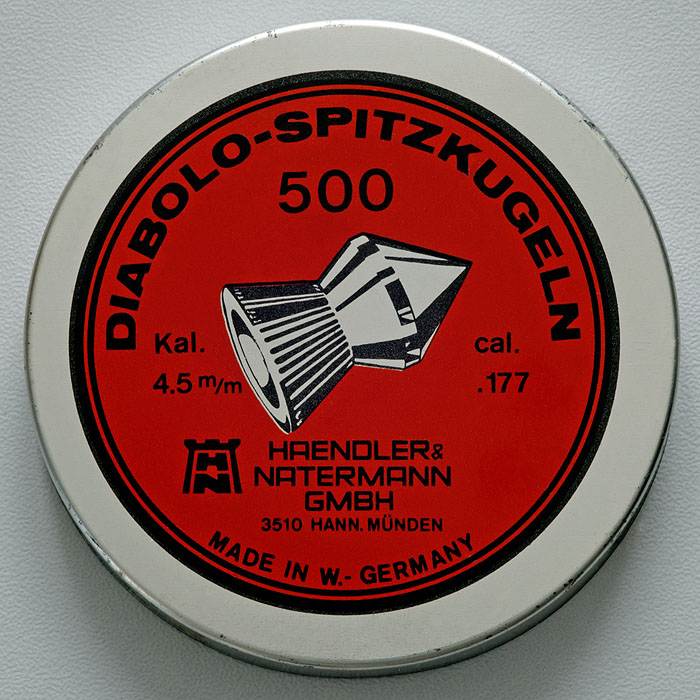 DIABOLO-SPITZKUGELN
500
Kal.
4.5 m/m
cal.
.177
HAENDLER&
NATERMANN
GMBH
3510 HANN. MÜNDEN
MADE IN W.- GERMANY